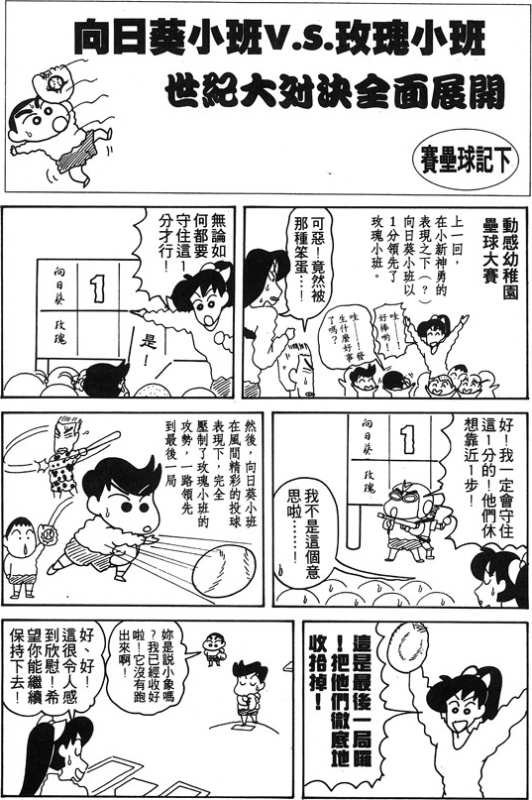 向日葵小班V.S.玫瑰小班
世紀大対決全面展開
賽壘球記下
動感幼稚園
壘球大賽
上一回，
在小新神勇的
表現之下（？）
向日葵小班以
1分領先了
玫瑰小班。
哇……！
好棒喲！
哇……！發
生什麼好事
了嗎？
可惡！竟然被
那種笨蛋…！
無論如
何都要
守住這1
分才行！
向日葵
1
玫瑰
是！
好！我一定會守住
這1分的！他們休
想靠近1步！
向日葵
1
玫瑰
我不是這個意
思啦……！
然後，向日葵小班
在風間精彩的投球
表現下，完全
壓制了玫瑰小班的
攻勢，一路領先
到最後一局
這是最後一局囉
！把他們徹底地
收拾掉！
妳是說小象嗎
？我已經收好
啦！它沒有跑
出來啊！
好、好！
這很令人感
到欣慰！希
望你能繼續
保持下去！